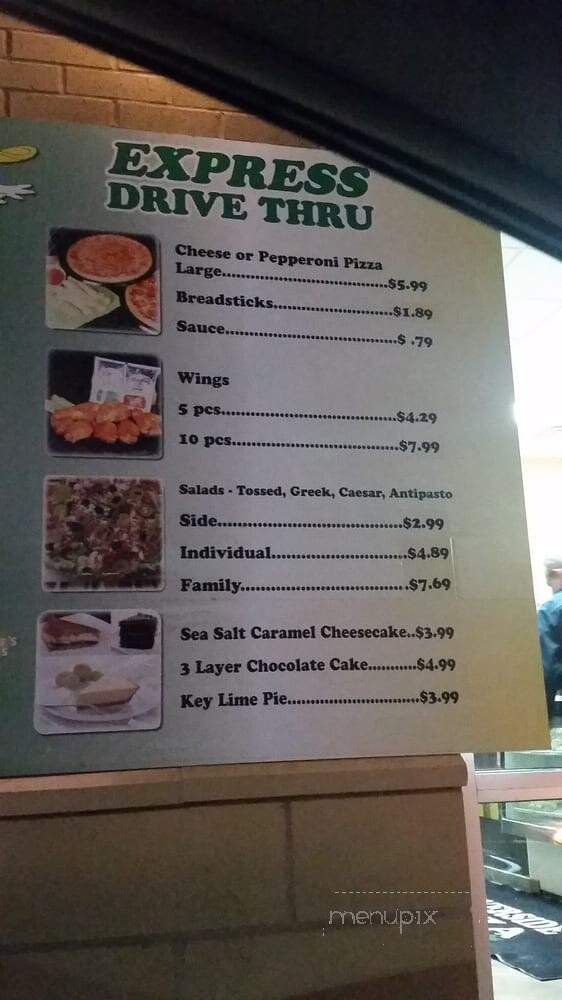 EXPRESS
DRIVE THRU
Cheese or Pepperoni Pizza
Large....................................$5.99
Breadsticks..........................$1.89
Sauce.....................................$ .79
Wings
5 pcs......................................$4.29
10 pcs....................................$7.99
Salads - Tossed, Greek, Caesar, Antipasto
Side........................................$2.99
Individual.............................$4.89
Family....................................$7.69
Sea Salt Caramel Cheesecake..$3.99
3 Layer Chocolate Cake...........$4.99
Key Lime Pie.............................$3.99
menupix